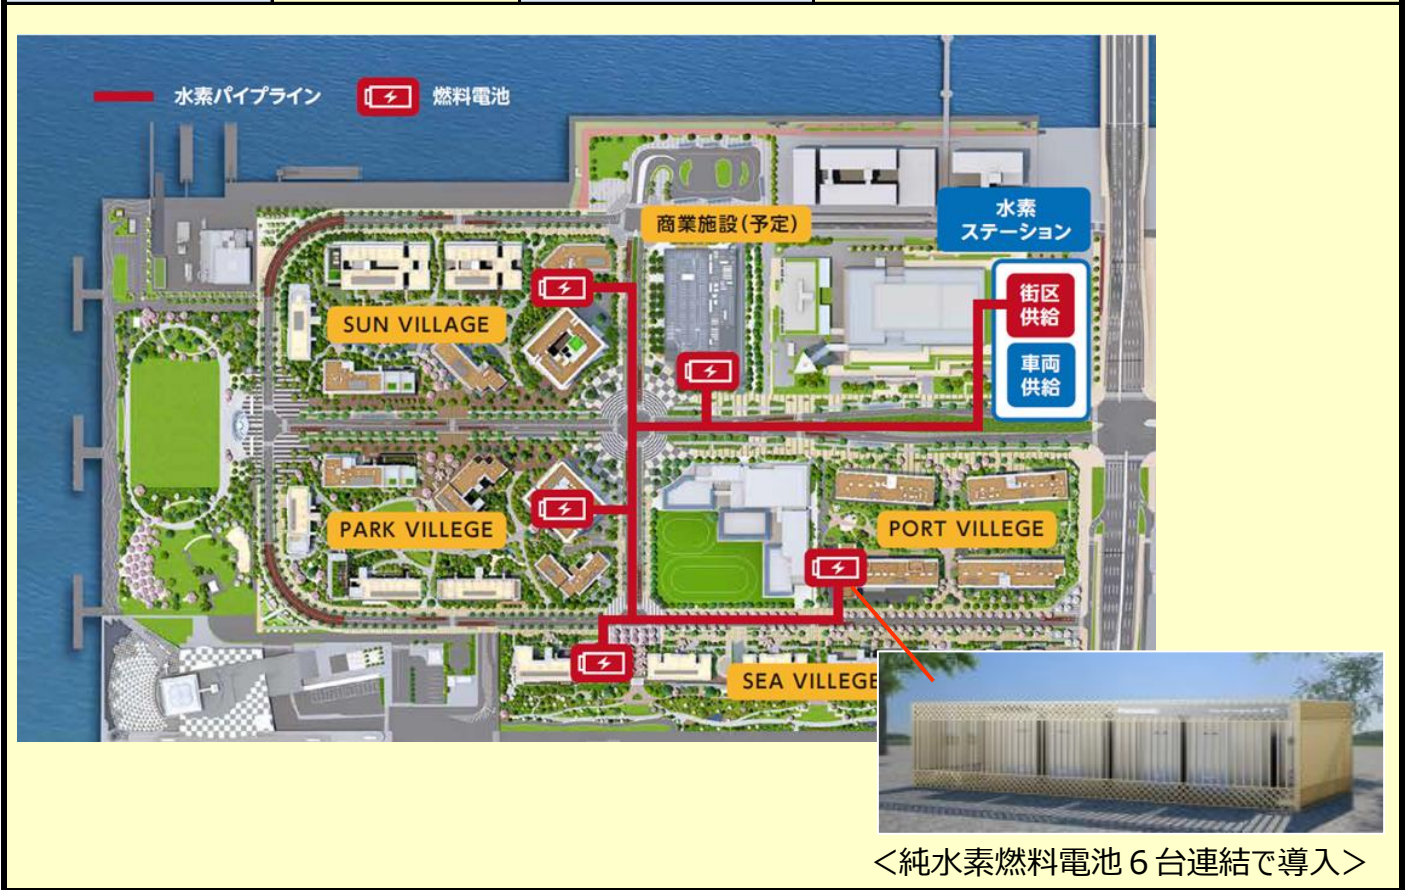 水素パイプライン 燃料電池
水素
ステーション
商業施設(予定)
街区
供給
車両
供給
SUN VILLAGE
PARK VILLEGE
PORT VILLEGE
SEA VILLEGE
＜純水素燃料電池６台連結で導入＞